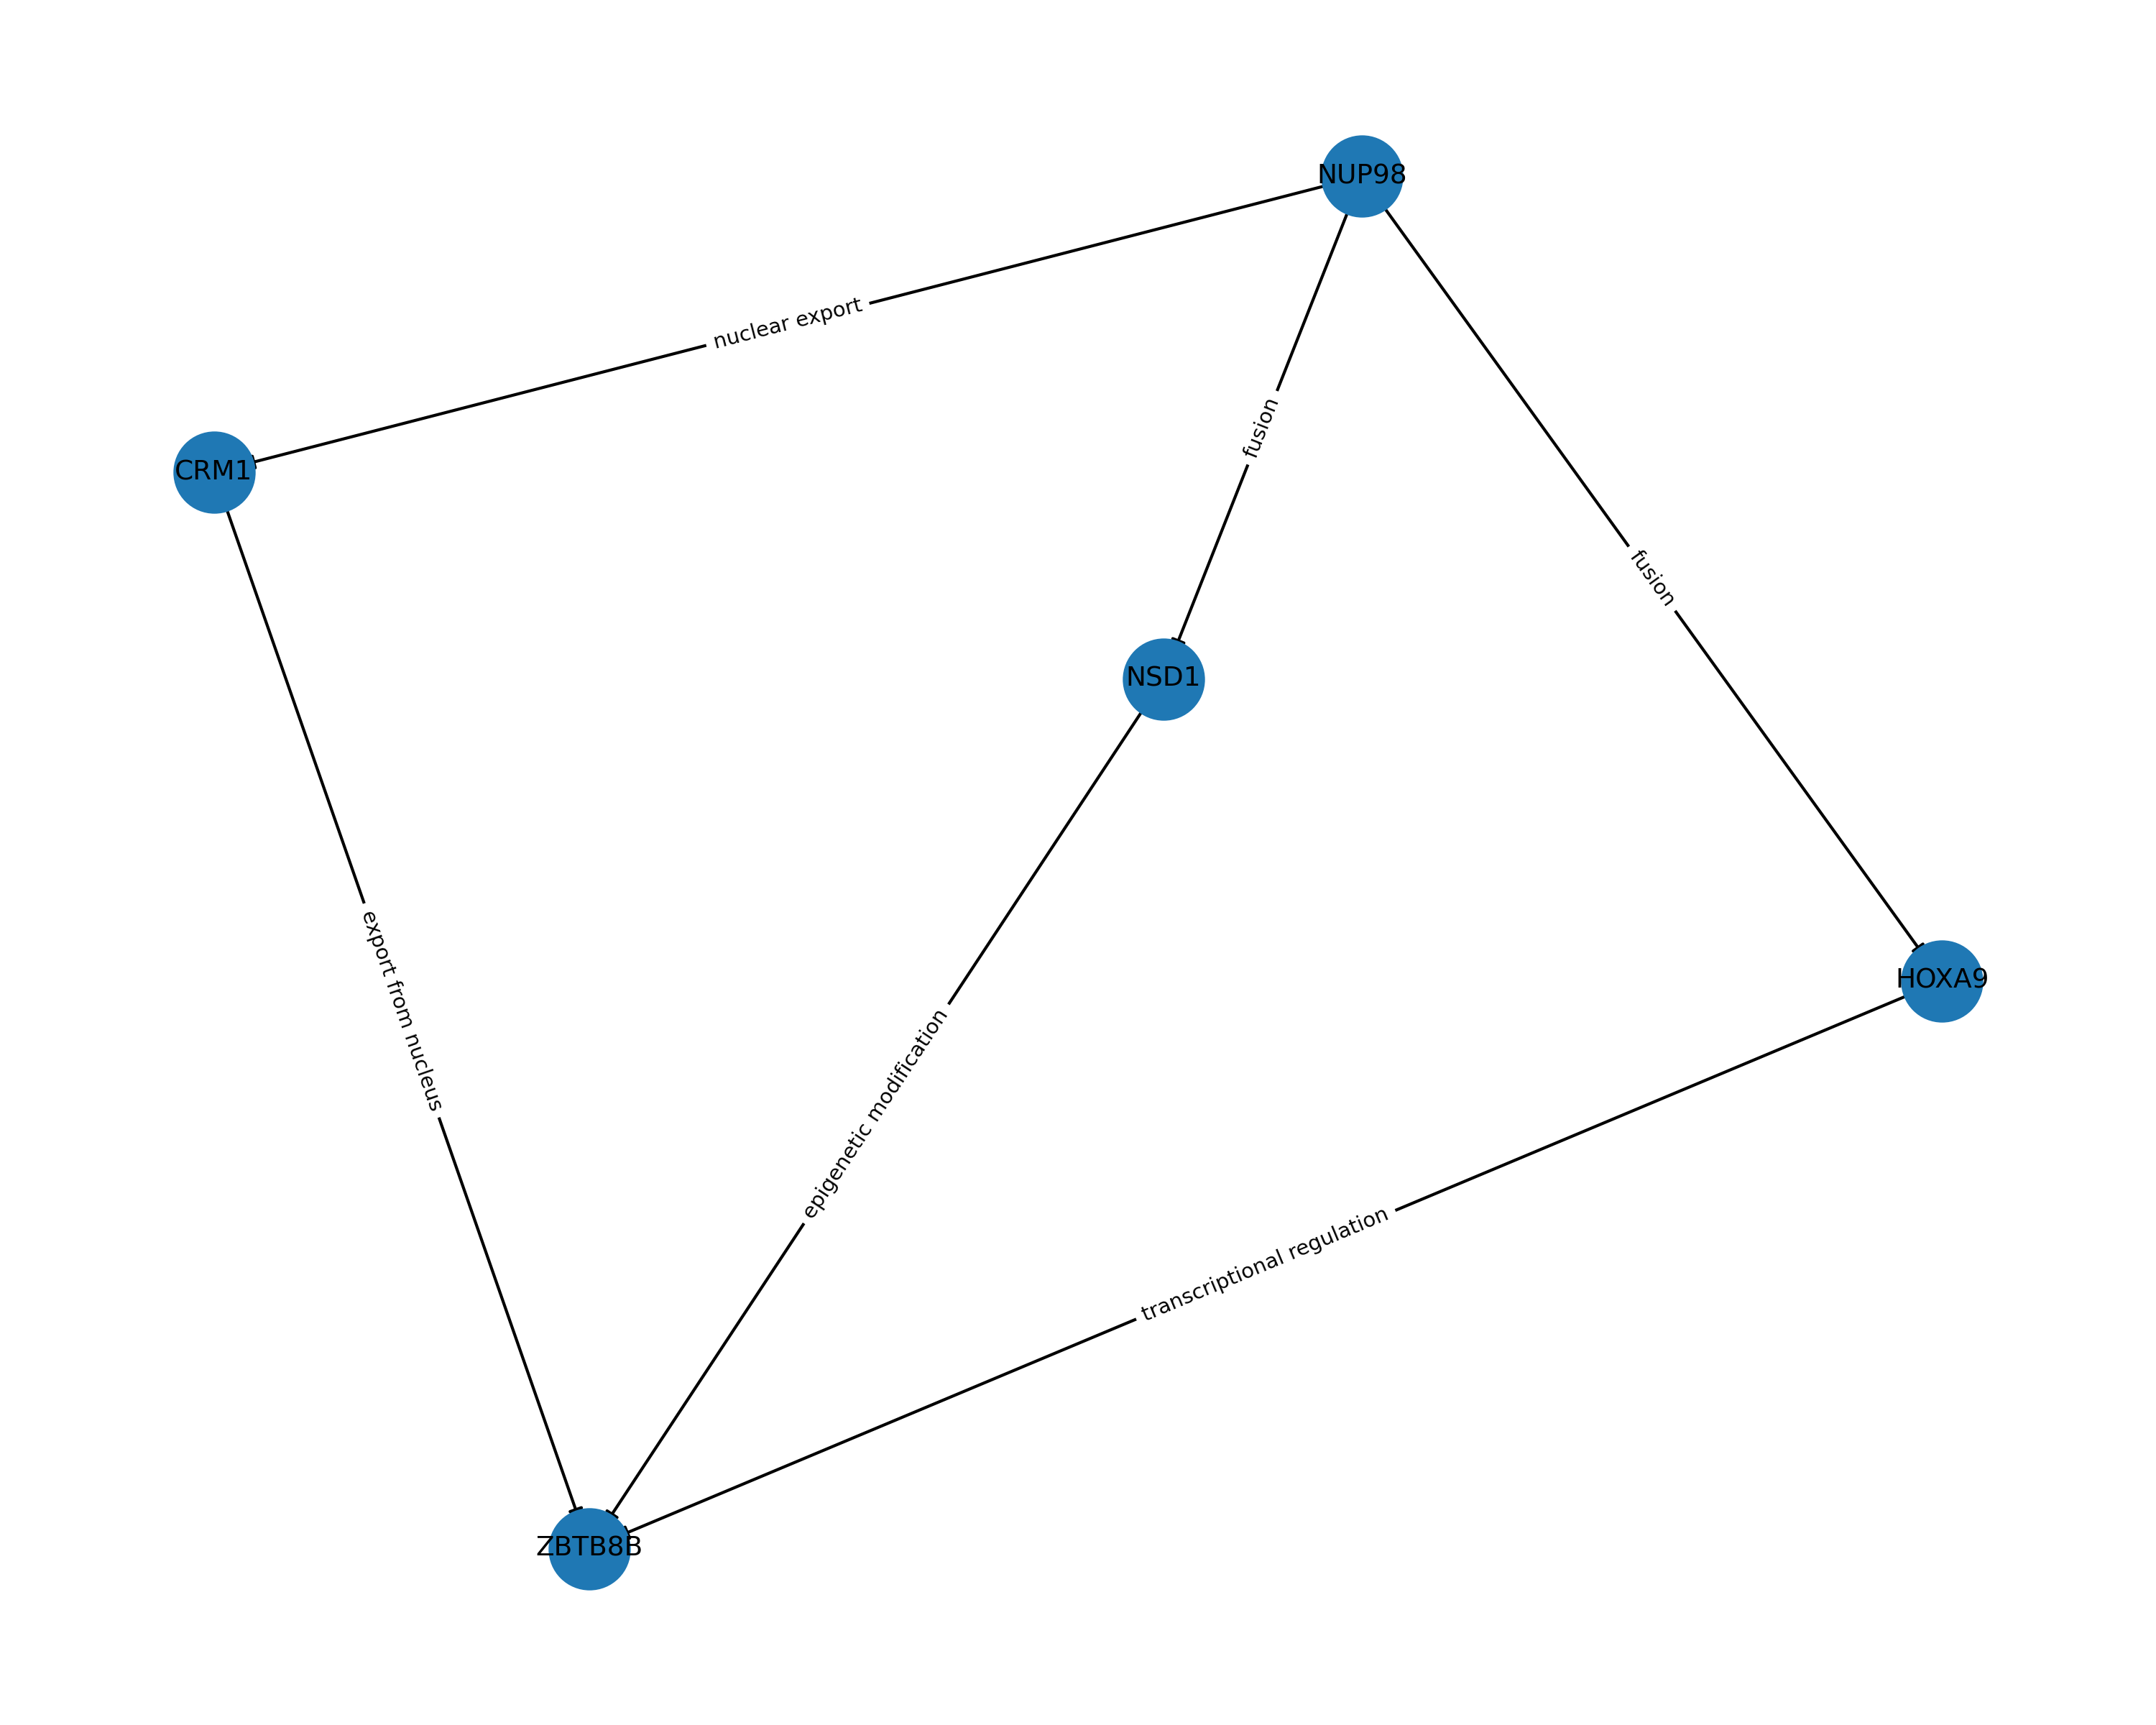 NUP98
nuclear export
fusion
CRM1
fusion
NSD1
export from nucleus
HOXA9
epigenetic modification
transcriptional regulation
ZBTB8B